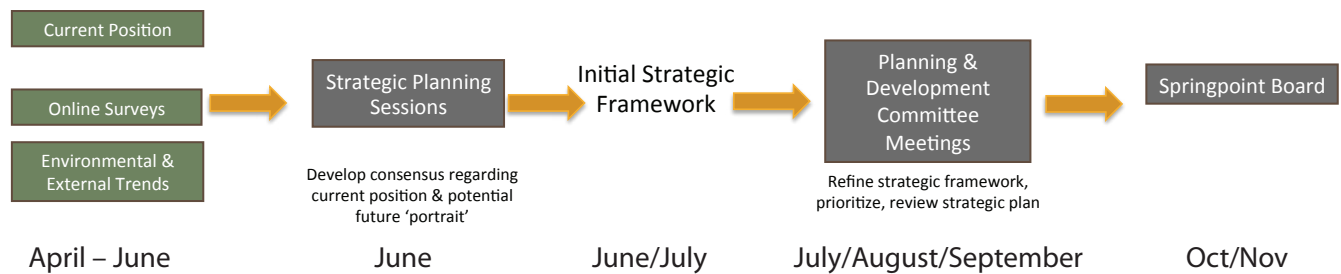 Current Position
Online Surveys
Environmental &
External Trends
April – June
Strategic Planning
Sessions
Develop consensus regarding
current position & potential
future ‘portrait’
June
Initial Strategic
Framework
June/July
Planning &
Development
Committee
Meetings
Refine strategic framework,
prioritize, review strategic plan
July/August/September
Springpoint Board
Oct/Nov